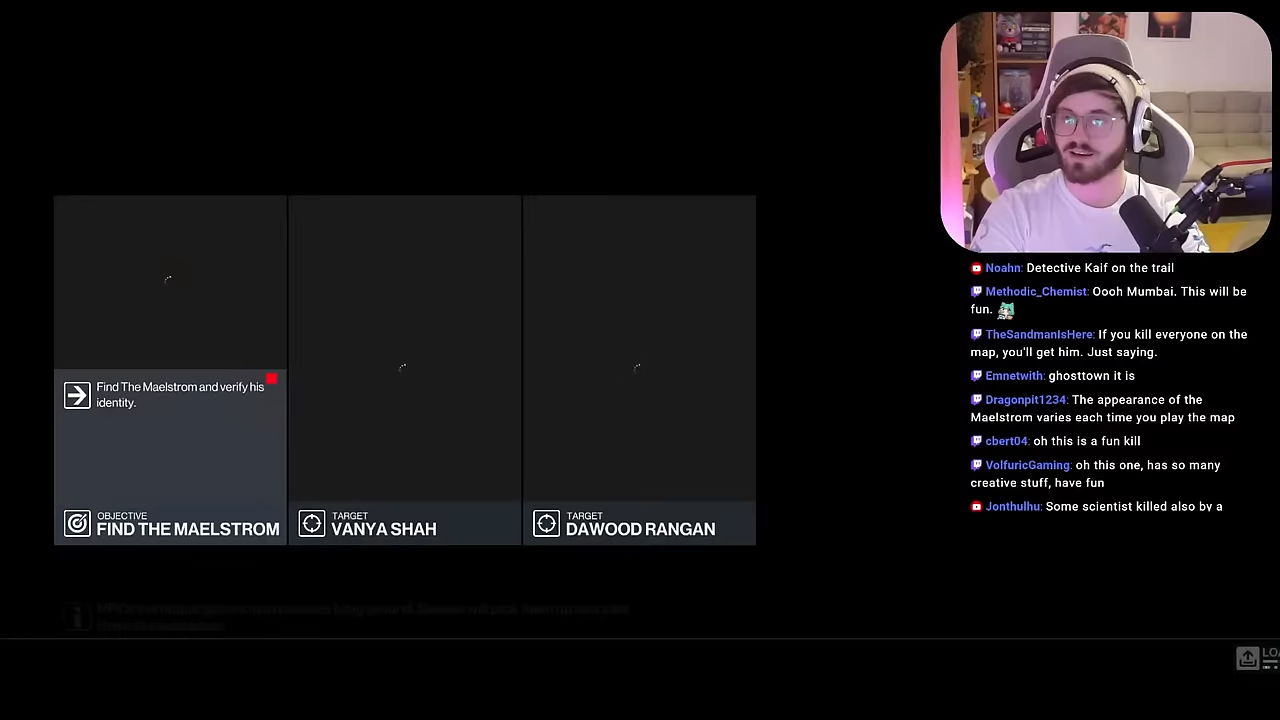 Find The Maelstrom and verify his
identity.
OBJECTIVE
FIND THE MAELSTROM
TARGET
VANYA SHAH
TARGET
DAWOOD RANGAN
Noahn: Detective Kaif on the trail
Methodic_Chemist: Oooh Mumbai. This will be
fun.
TheSandmanIsHere: If you kill everyone on the
map, you'll get him. Just saying.
Emnetwith: ghosttown it is
Dragonpit1234: The appearance of the
Maelstrom varies each time you play the map
cbert04: oh this is a fun kill
VolfuricGaming: oh this one, has so many
creative stuff, have fun
Jonthulhu: Some scientist killed also by a